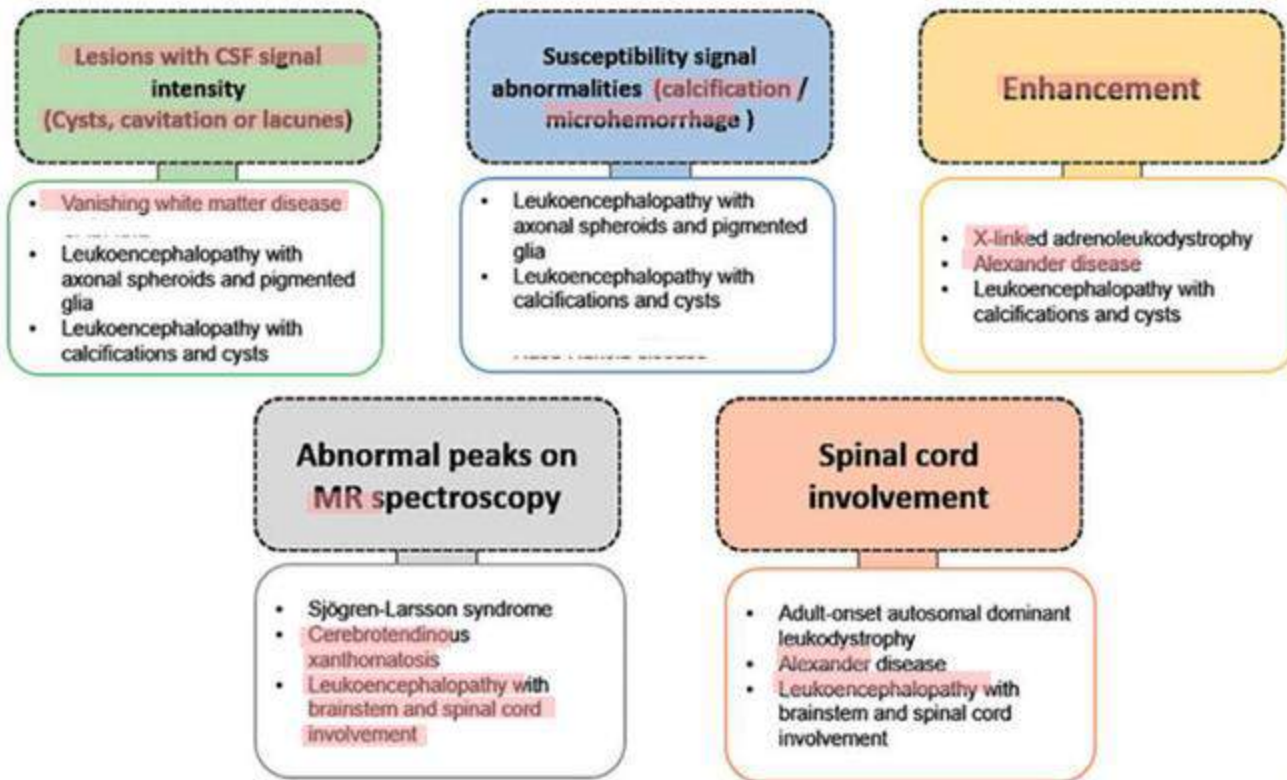 Lesions with CSF signal
intensity
(Cysts, cavitation or lacunes)
• Vanishing white matter disease
• Leukoencephalopathy with
axonal spheroids and pigmented
glia
• Leukoencephalopathy with
calcifications and cysts
Susceptibility signal
abnormalities (calcification /
microhemorrhage )
• Leukoencephalopathy with
axonal spheroids and pigmented
glia
• Leukoencephalopathy with
calcifications and cysts
Enhancement
• X-linked adrenoleukodystrophy
• Alexander disease
• Leukoencephalopathy with
calcifications and cysts
Abnormal peaks on
MR spectroscopy
• Sjögren-Larsson syndrome
• Cerebrotendinous
xanthomatosis
• Leukoencephalopathy with
brainstem and spinal cord
involvement
Spinal cord
involvement
• Adult-onset autosomal dominant
leukodystrophy
• Alexander disease
• Leukoencephalopathy with
brainstem and spinal cord
involvement